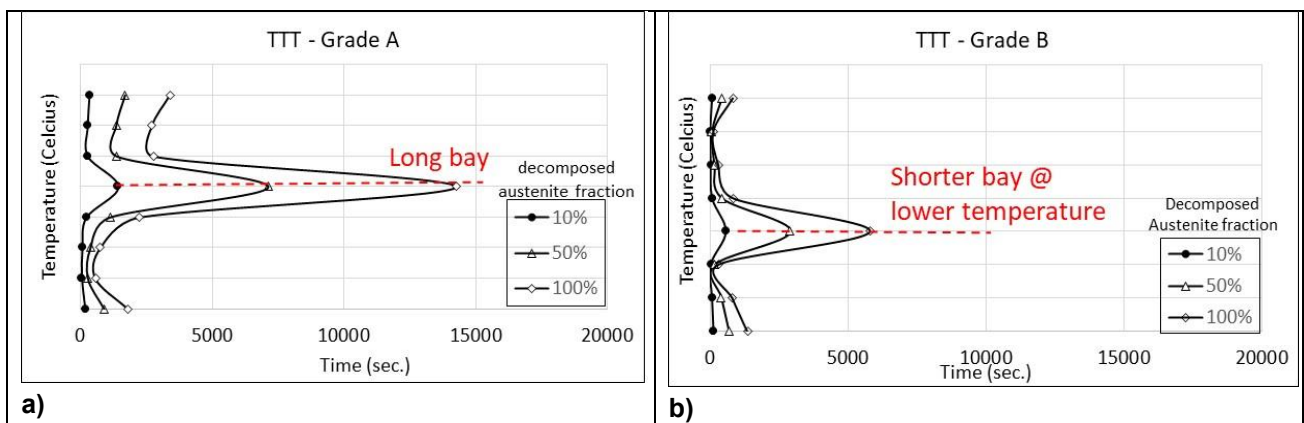 TTT - Grade A
Temperature (Celcius)
Long bay
decomposed
austenite fraction
10%
50%
100%
0 5000 10000 15000 20000
Time (sec.)
a)
TTT - Grade B
Temperature (Celcius)
Shorter bay @
lower temperature
Decomposed
Austenite fraction
10%
50%
100%
0 5000 10000 15000 20000
Time (sec.)
b)